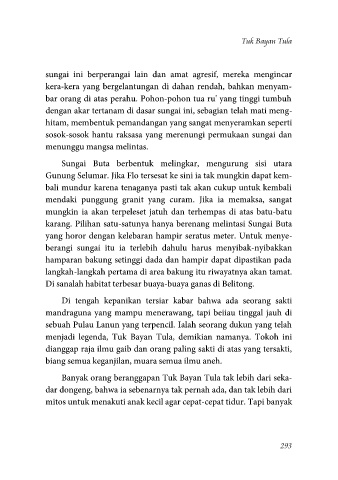 Tuk Bayan Tula
sungai ini berperangai lain dan amat agresif, mereka mengincar
kera-kera yang bergelantungan di dahan rendah, bahkan menyam-
bar orang di atas perahu. Pohon-pohon tua ru* yang tinggi tumbuh
dengan akar tertanam di dasar sungai ini, sebagian telah mati meng-
hitam, membentuk pemandangan yang sangat menyeramkan seperti
sosok-sosok hantu raksasa yang merenungi permukaan sungai dan
menunggu mangsa melintas.
Sungai Buta berbentuk melingkar, mengurung sisi utara
Gunung Selumar. Jika Flo tersesat ke sini ia tak mungkin dapat kem-
bali mundur karena tenaganya pasti tak akan cukup untuk kembali
mendaki punggung granit yang curam. Jika ia memaksa, sangat
mungkin ia akan terpeleset jatuh dan terhempas di atas batu-batu
karang. Pilihan satu-satunya hanya berenang melintasi Sungai Buta
yang horor dengan kelebaran hampir seratus meter. Untuk menye-
berangi sungai itu ia terlebih dahulu harus menyibak-nyibakkan
hamparan bakung setinggi dada dan hampir dapat dipastikan pada
langkah-langkah pertama di area bakung itu riwayatnya akan tamat.
Di sanalah habitat terbesar buaya-buaya ganas di Belitong.
Di tengah kepanikan tersiar kabar bahwa ada seorang sakti
mandraguna yang mampu menerawang, tapi beiiau tinggal jauh di
sebuah Pulau Lanun yang terpencil. Ialah seorang dukun yang telah
menjadi legenda, Tuk Bayan Tula, demikian namanya. Tokoh ini
dianggap raja ilmu gaib dan orang paling sakti di atas yang tersakti,
biang semua keganjilan, muara semua ilmu aneh.
Banyak orang beranggapan Tuk Bayan Tula tak lebih dari seka-
dar dongeng, bahwa ia sebenarnya tak pernah ada, dan tak lebih dari
mitos untuk menakuti anak kecil agar cepat-cepat tidur. Tapi banyak
293